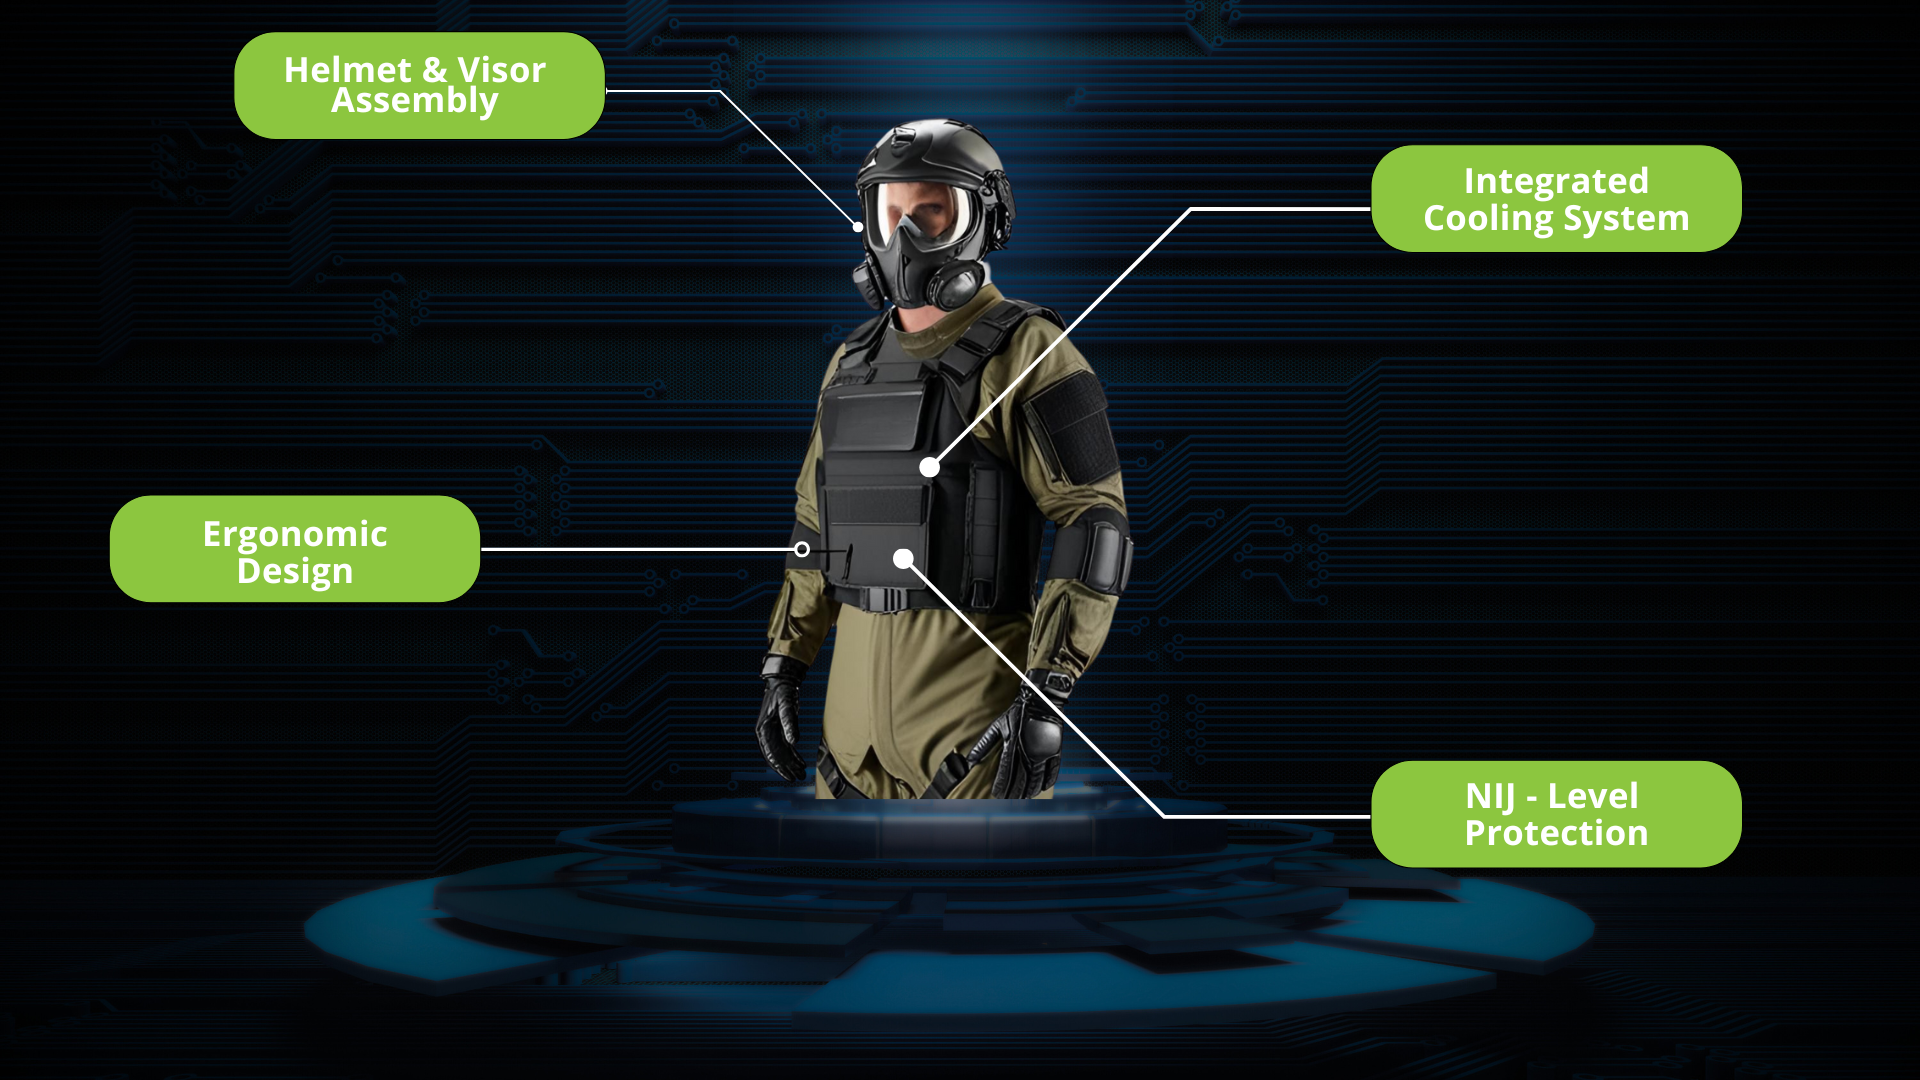 Helmet & Visor
Assembly
Integrated
Cooling System
Ergonomic
Design
NIJ - Level
Protection